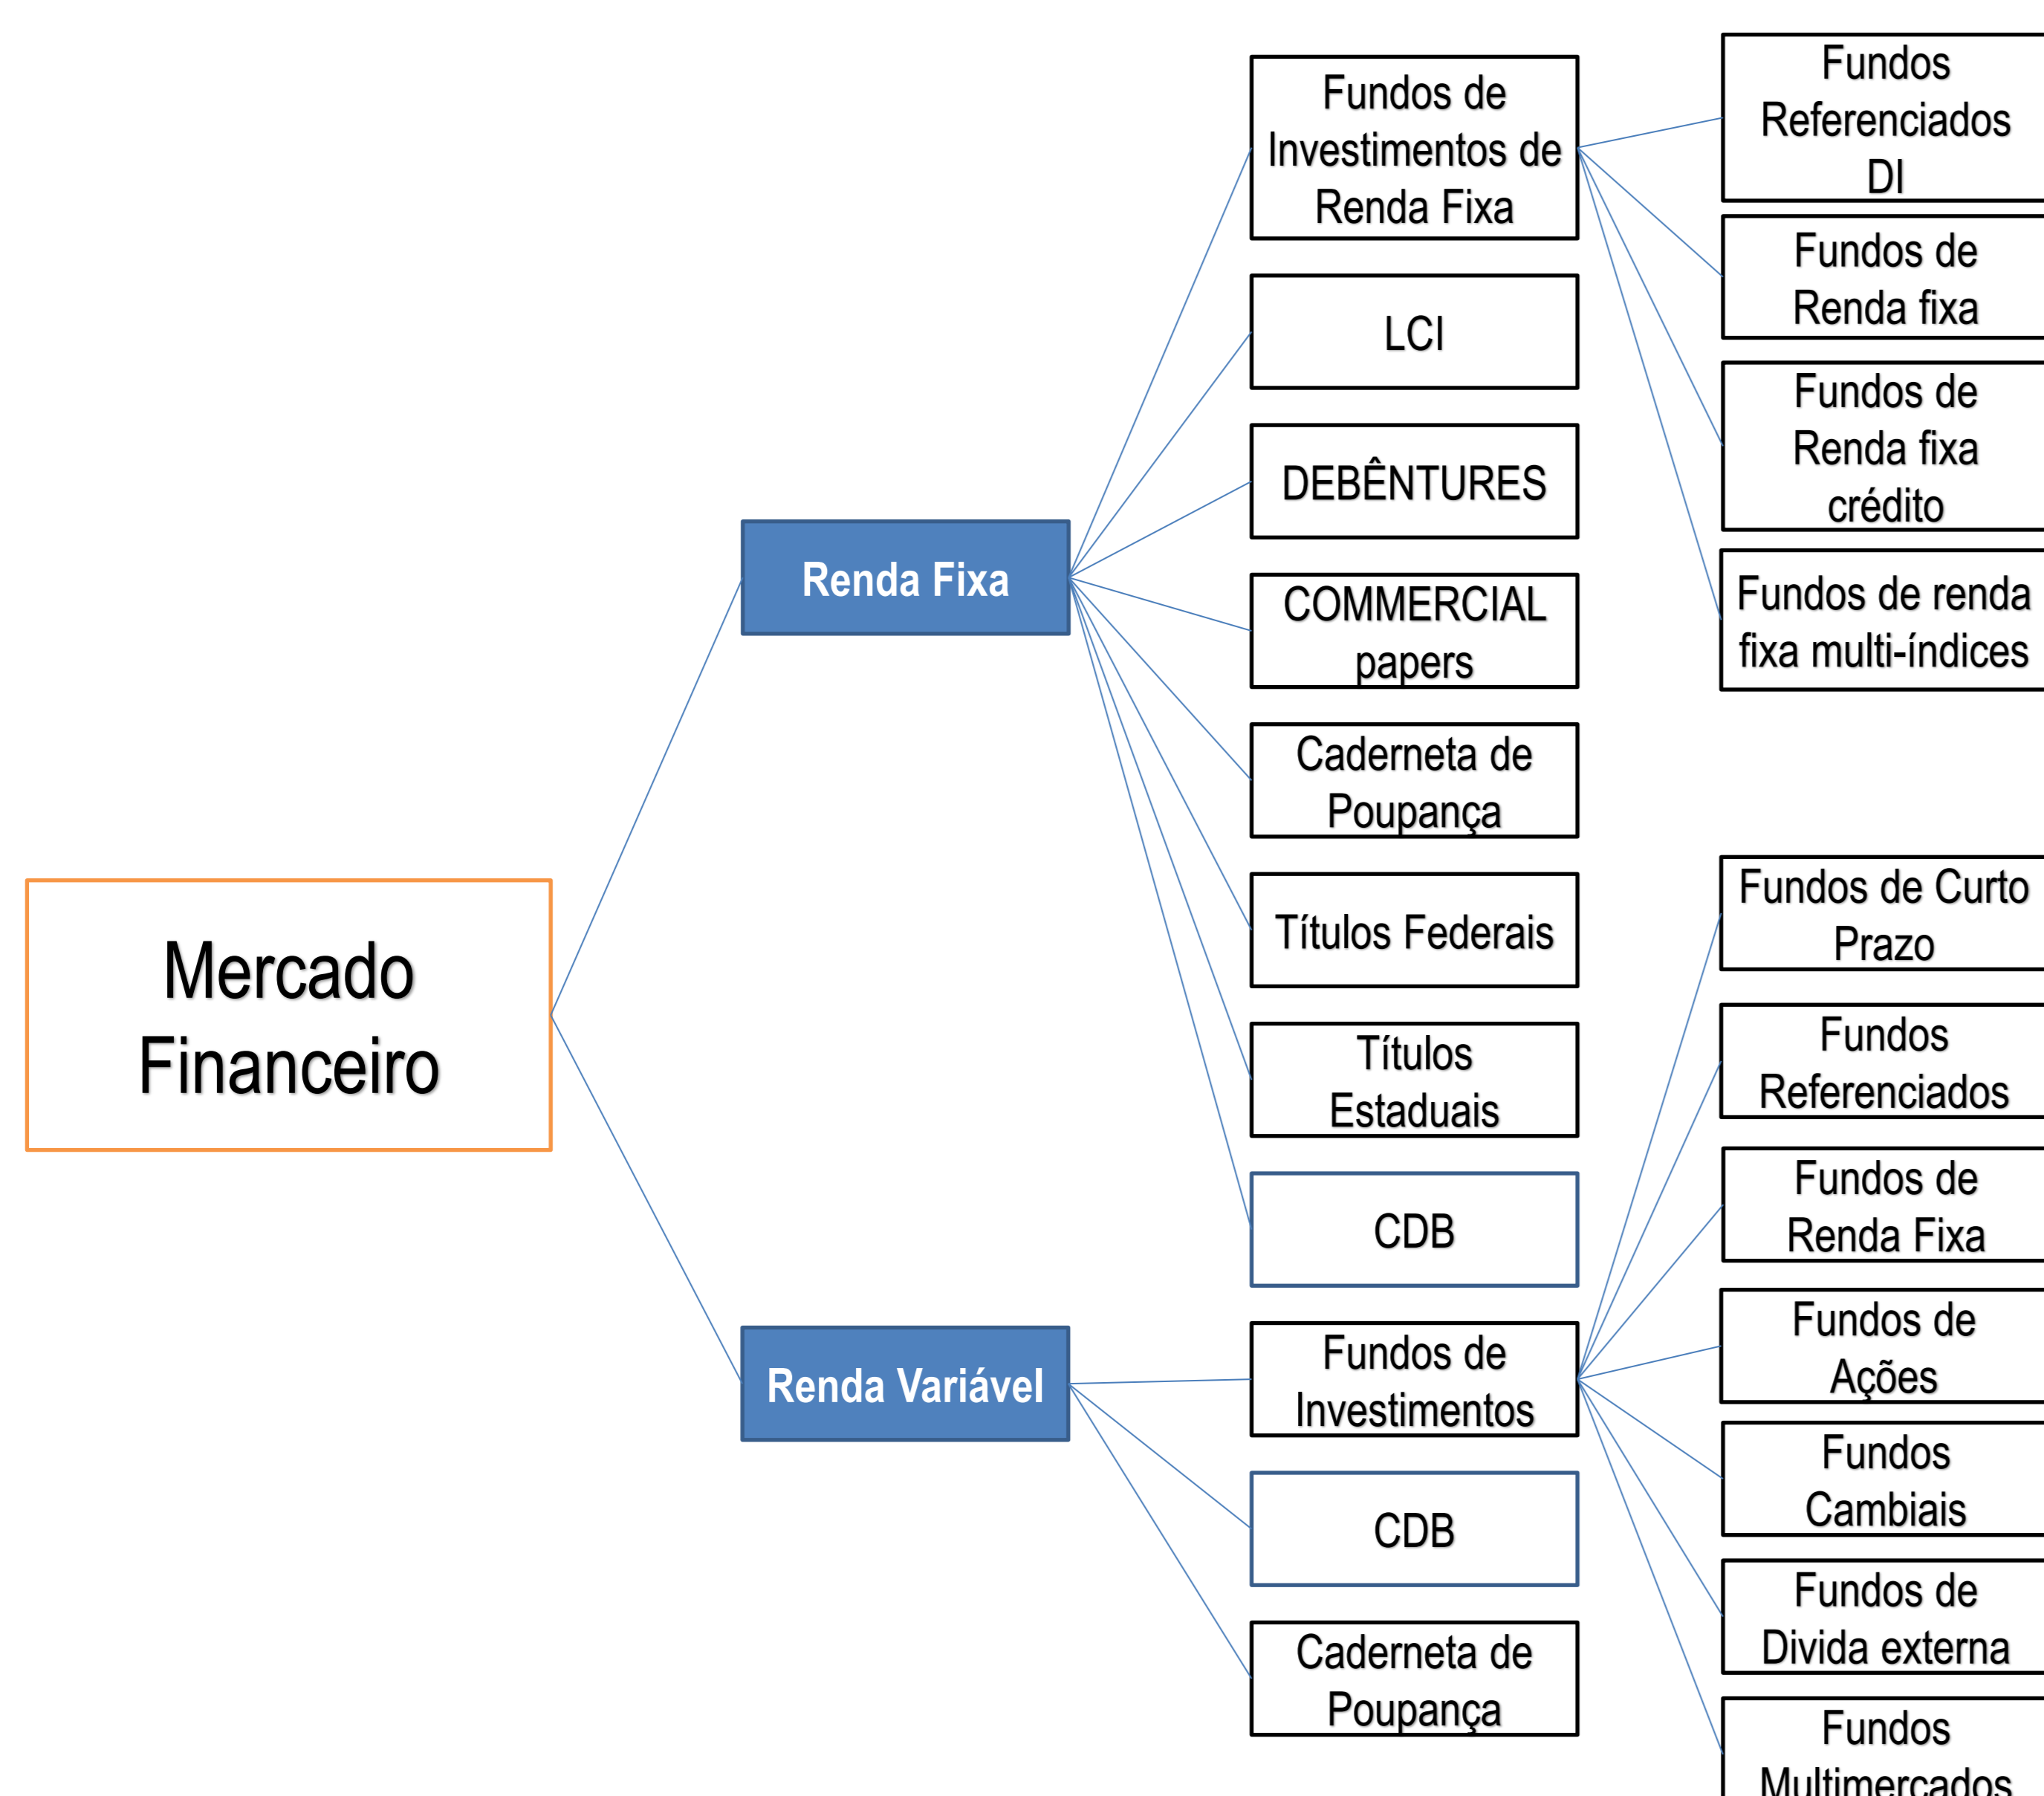 Mercado
Financeiro
Renda Fixa
Renda Variável
Fundos de
Investimentos de
Renda Fixa
LCI
DEBÊNTURES
COMMERCIAL
papers
Caderneta de
Poupança
Títulos Federais
Títulos
Estaduais
CDB
Fundos de
Investimentos
CDB
Caderneta de
Poupança
Fundos
Referenciados
DI
Fundos de
Renda fixa
Fundos de
Renda fixa
crédito
Fundos de renda
fixa multi-índices
Fundos de Curto
Prazo
Fundos
Referenciados
Fundos de
Renda Fixa
Fundos de
Ações
Fundos
Cambiais
Fundos de
Divida externa
Fundos
Multimercados